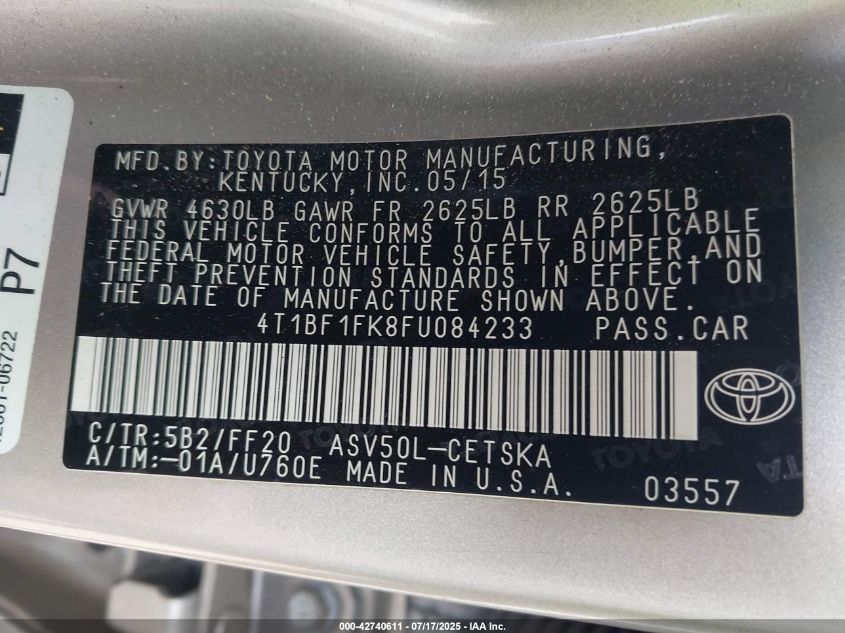 MFD.BY:TOYOTA MOTOR MANUFACTURING,
KENTUCKY,INC.05/15
GVWR 4630LB GAWR FR 2625LB RR 2625LB
THIS VEHICLE CONFORMS TO ALL APPLICABLE
FEDERAL MOTOR VEHICLE SAFETY,BUMPER,AND
THEFT PREVENTION STANDARDS IN EFFECT ON
THE DATE OF MANUFACTURE SHOWN ABOVE.
4T1BF1FK8FU084233 PASS.CAR
C/TR:5B2/FF20 ASV50L-CETSKA
A/TM:-01A/U760E MADE IN U.S.A.
03557
P7
000-42740611 - 07/17/2025 - IAA Inc.